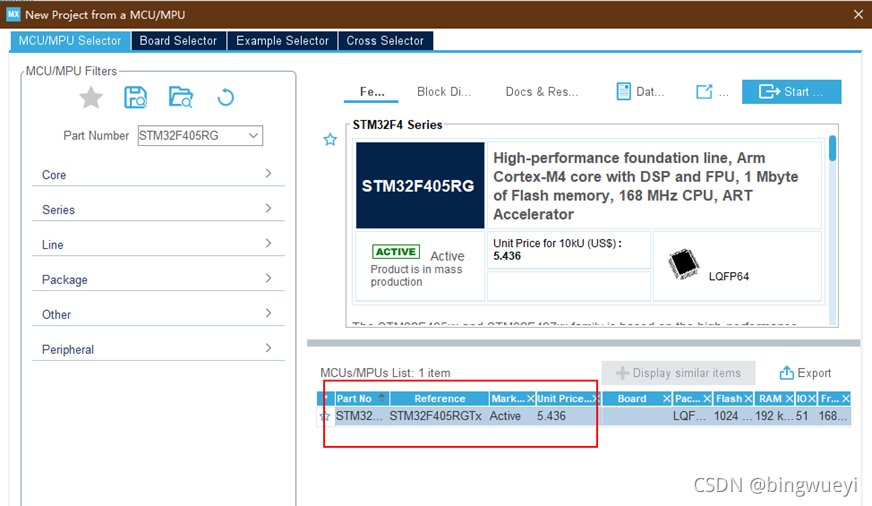 MX New Project from a MCU/MPU
MCU/MPU Selector Board Selector Example Selector Cross Selector
MCU/MPU Filters
Part Number STM32F405RG
Core
Series
Line
Package
Other
Peripheral
Fe... Block Di... Docs & Res... Dat... ... Start ...
STM32F4 Series
STM32F405RG
High-performance foundation line, Arm
Cortex-M4 core with DSP and FPU, 1 Mbyte
of Flash memory, 168 MHz CPU, ART
Accelerator
ACTIVE Active
Product is in mass
production
Unit Price for 10kU (US$) :
5.436
LQFP64
The STM32F405xx and STM32F407xx family is based on the high-performance
MCUs/MPUs List: 1 item
Display similar items
Export
* Part No Reference Mark... Unit Price... Board Pac... Flash RAM IO Fr...
STM32... STM32F405RGTx Active 5.436 LQF... 1024 ... 192 k... 51 168...
CSDN @bingwueyi